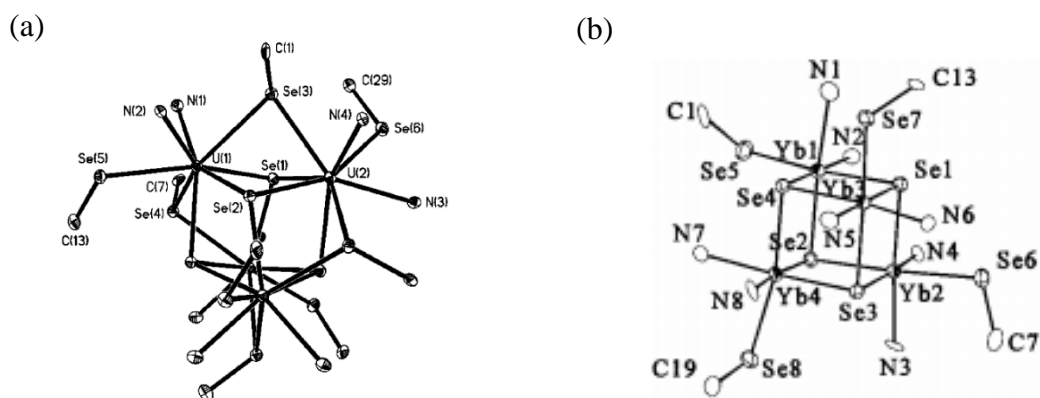 (a)
(b)
C(1)
C(29)
N(2)
N(1)
Se(3)
N(4)
Se(6)
Se(5)
U(1)
Se(1)
U(2)
C(7)
Se(2)
N(3)
Se(4)
C(13)
N1
C13
C1
Se7
N2
Yb1
Se5
Se1
Yb3
Se4
N6
N5
N7
Se2
N4
Se6
N8
Yb4
Yb2
Se3
C7
C19
Se8
N3